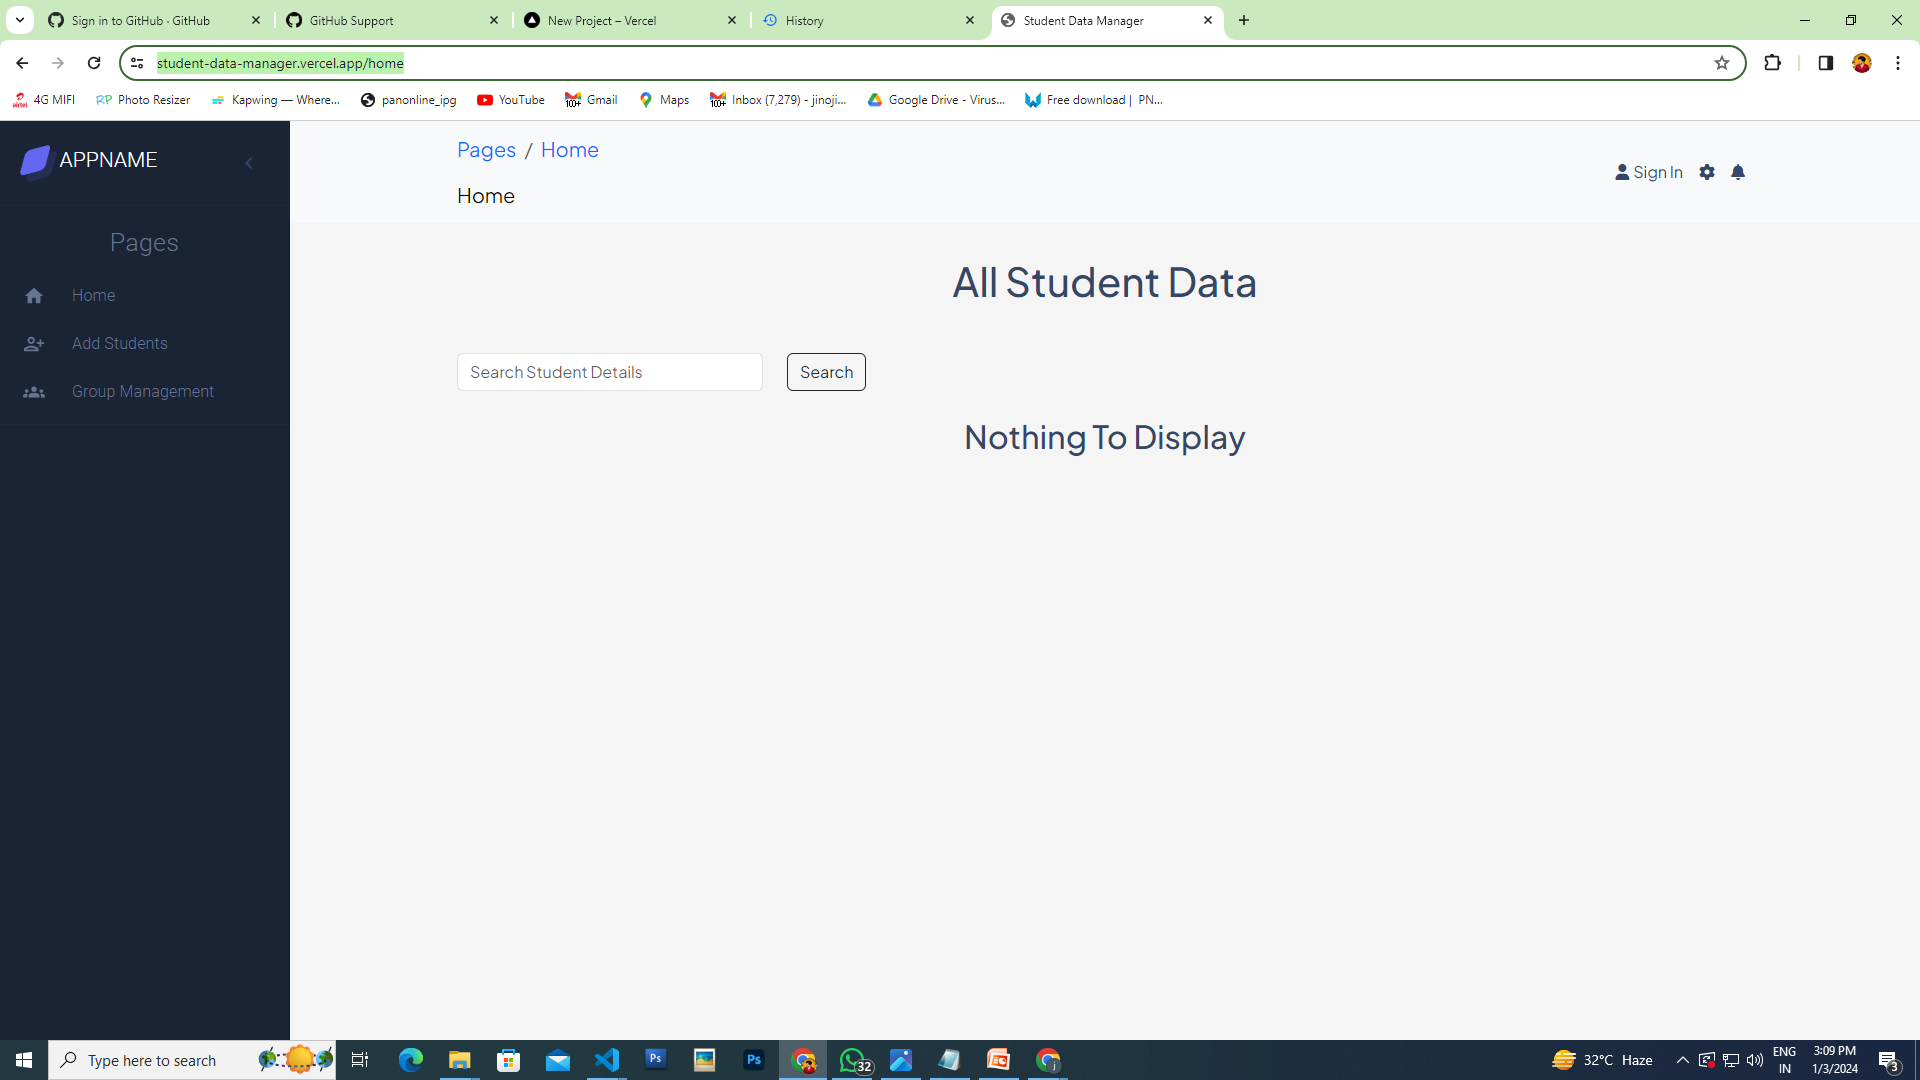 Sign in to GitHub · GitHub
GitHub Support
New Project – Vercel
History
Student Data Manager
student-data-manager.vercel.app/home
4G MIFI
Photo Resizer
Kapwing — Where...
panonline_ipg
YouTube
Gmail
Maps
Inbox (7,279) - jinoji...
Google Drive - Virus...
Free download | PN...
APPNAME
Pages / Home
Sign In
Home
Pages
Home
Add Students
Group Management
All Student Data
Search Student Details
Search
Nothing To Display
Type here to search
Ps
Ps
32
j
32°C Haze
ENG
IN
3:09 PM
1/3/2024
3